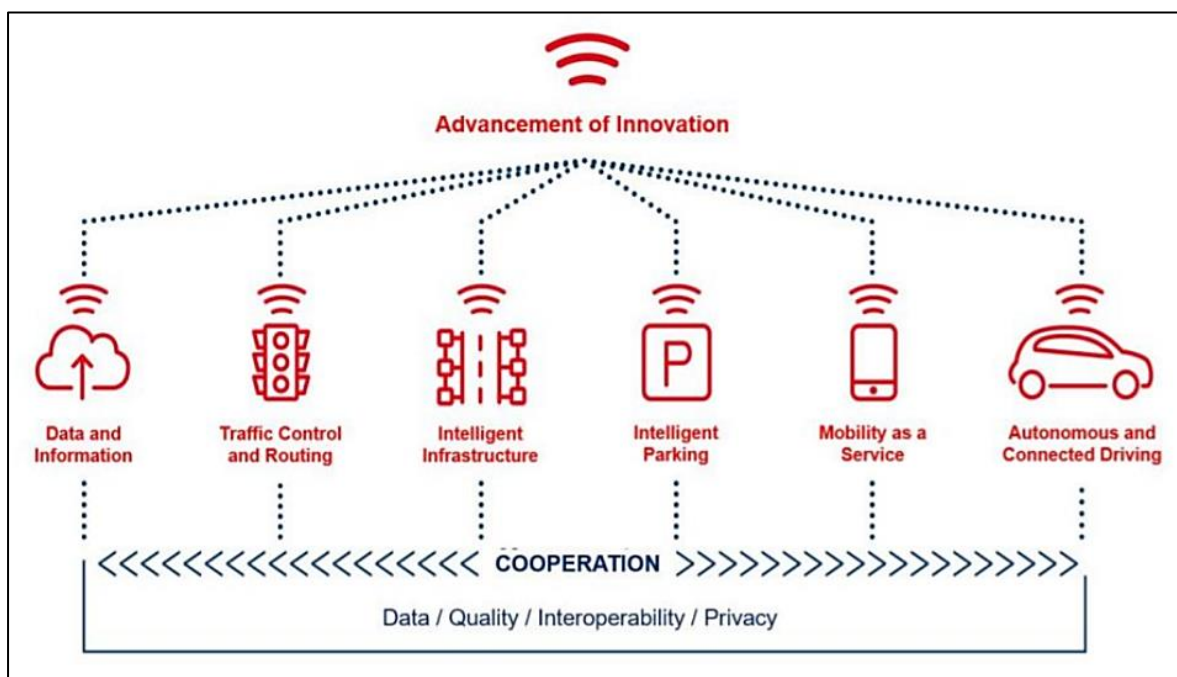 Advancement of Innovation
Data and
Information
Traffic Control
and Routing
Intelligent
Infrastructure
Intelligent
Parking
Mobility as a
Service
Autonomous and
Connected Driving
P
COOPERATION
Data / Quality / Interoperability / Privacy